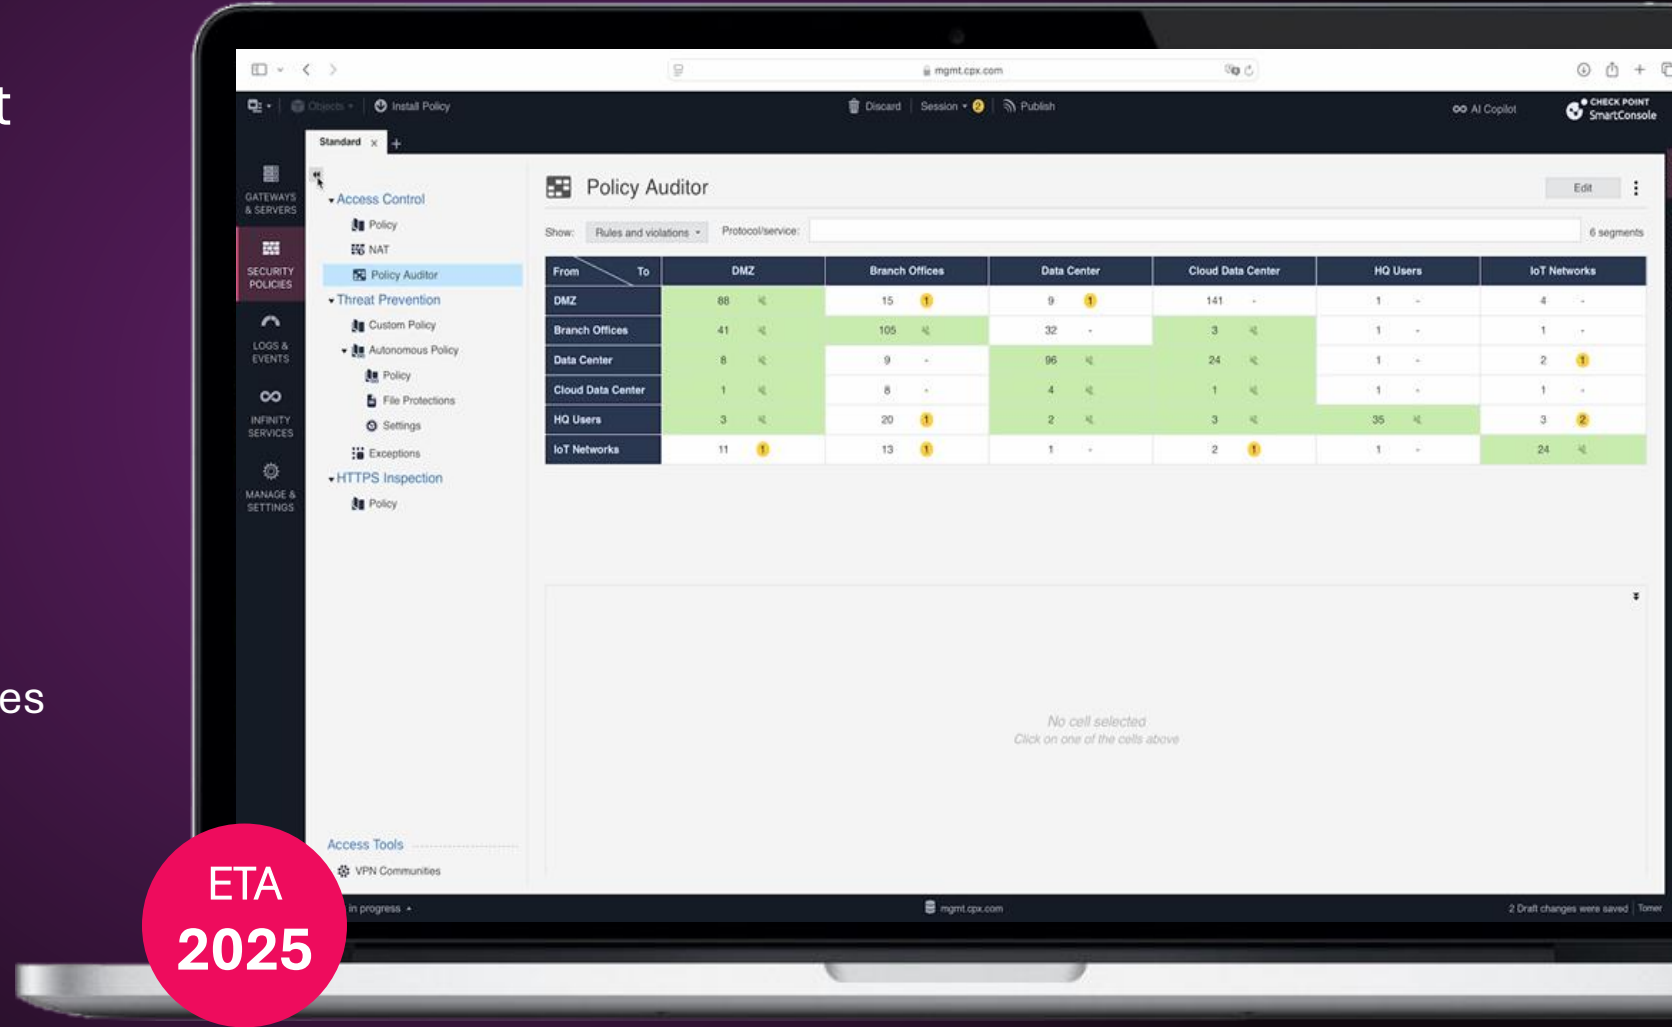 t
es
ETA
2025
mgmt.cpx.com
Objects
Install Policy
Discard
Session
2
Publish
AI Copilot
CHECK POINT
SmartConsole
Standard
GATEWAYS
& SERVERS
SECURITY
POLICIES
LOGS &
EVENTS
INFINITY
SERVICES
MANAGE &
SETTINGS
Access Control
Policy
NAT
Policy Auditor
Threat Prevention
Custom Policy
Autonomous Policy
Policy
File Protections
Settings
Exceptions
HTTPS Inspection
Policy
Access Tools
VPN Communities
Policy Auditor
Edit
Show: Rules and violations Protocol/service: 6 segments
From To DMZ Branch Offices Data Center Cloud Data Center HQ Users IoT Networks
DMZ 88 15 1 9 1 141 - 1 - 4 -
Branch Offices 41 105 32 - 3 1 - 1 -
Data Center 8 9 - 96 24 1 - 2 1
Cloud Data Center 1 8 - 4 1 1 - 1 -
HQ Users 3 20 1 2 3 35 3 2
IoT Networks 11 1 13 1 1 - 2 1 1 - 24
No cell selected
Click on one of the cells above
in progress
mgmt.cpx.com
2 Draft changes were saved Tomer